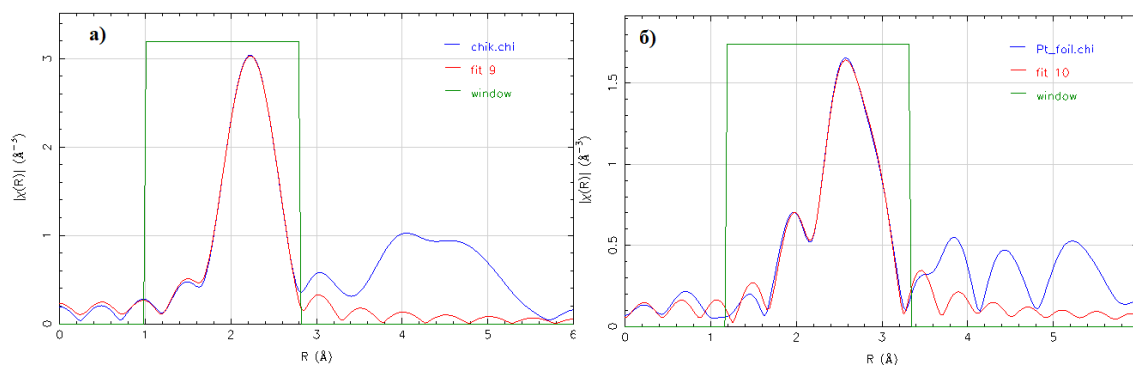 а)
chik.chi
fit 9
window
|χ(R)| (Å⁻³)
3
2
1
0
0 1 2 3 4 5 6
R (Å)
б)
Pt_foil.chi
fit 10
window
|χ(R)| (Å⁻³)
1.5
1
0.5
0
0 1 2 3 4 5
R (Å)